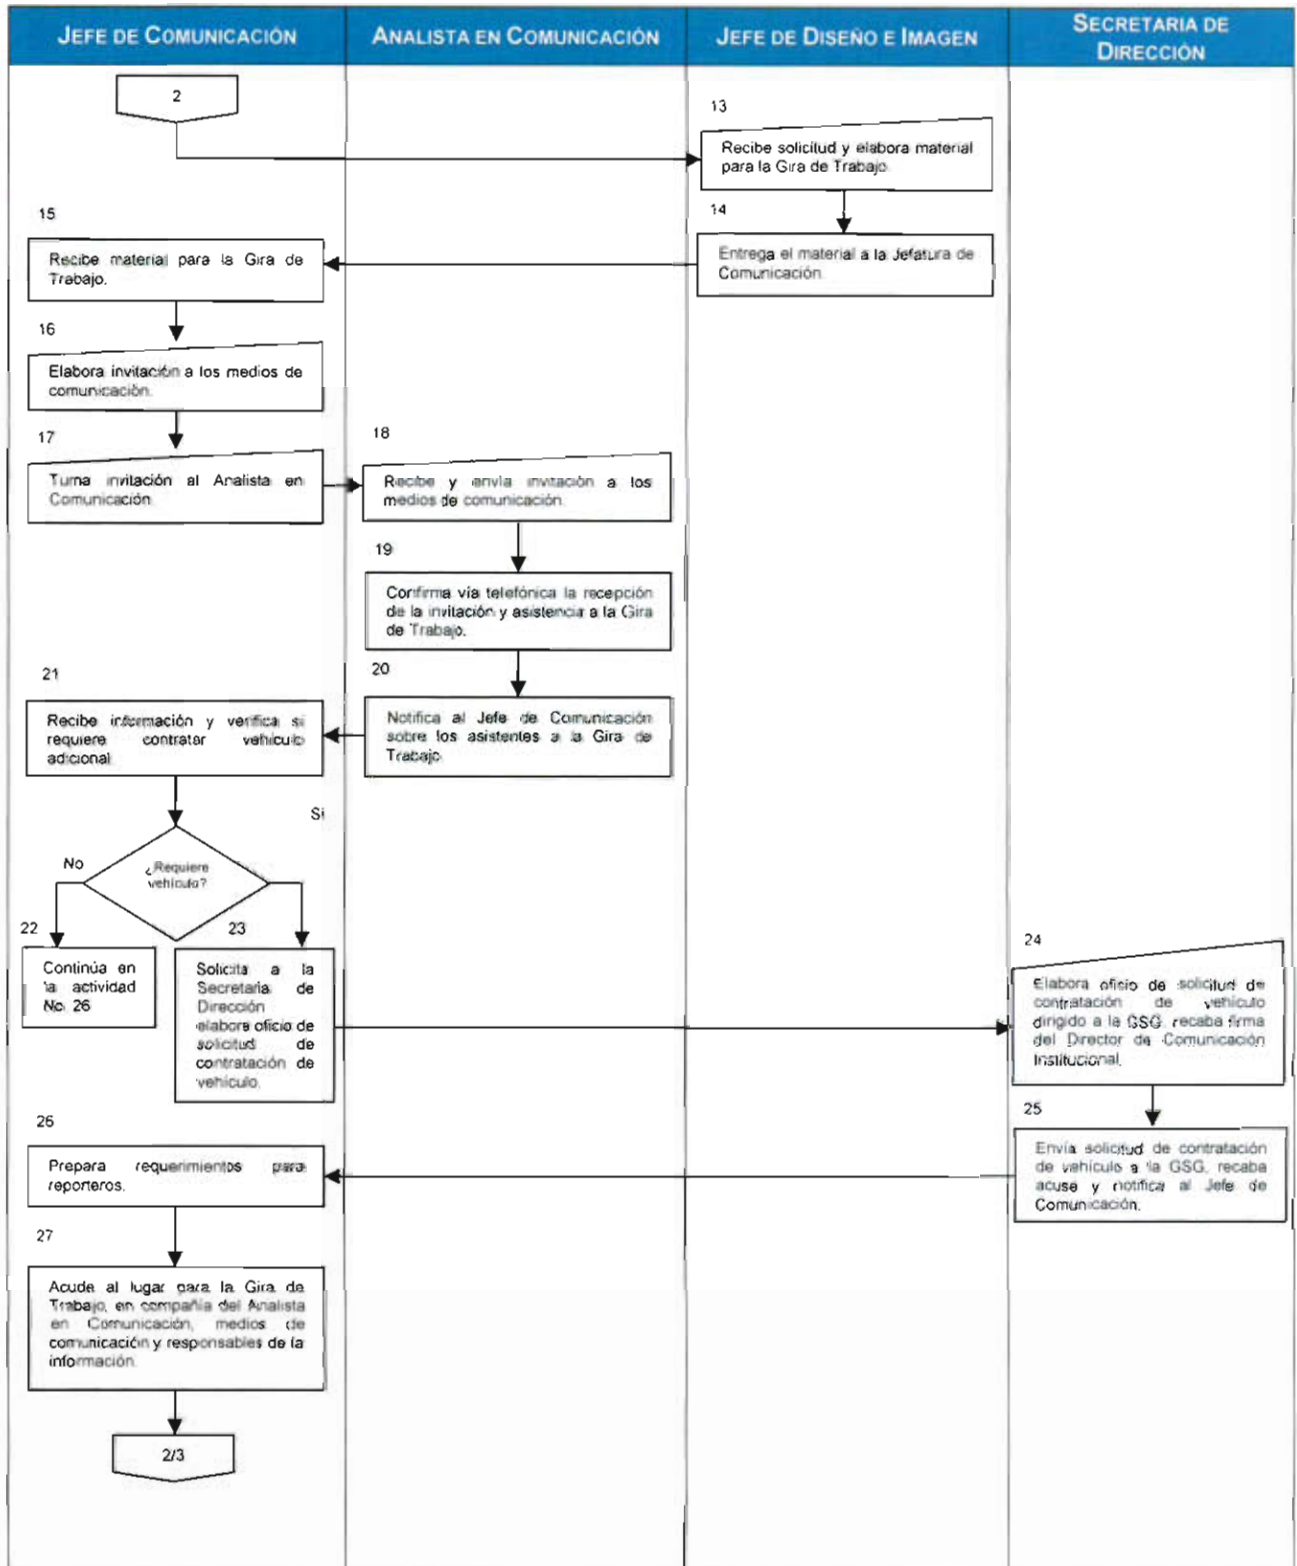 JEFE DE COMUNICACIÓN
ANALISTA EN COMUNICACIÓN
JEFE DE DISEÑO E IMAGEN
SECRETARIA DE
DIRECCIÓN
2
13
Recibe solicitud y elabora material
para la Gira de Trabajo.
14
Entrega el material a la Jefatura de
Comunicación.
15
Recibe material para la Gira de
Trabajo.
16
Elabora invitación a los medios de
comunicación.
17
Turna invitación al Analista en
Comunicación.
18
Recibe y envía invitación a los
medios de comunicación.
19
Confirma vía telefónica la recepción
de la invitación y asistencia a la Gira
de Trabajo.
20
Notifica al Jefe de Comunicación
sobre los asistentes a la Gira de
Trabajo.
21
Recibe información y verifica si
requiere contratar vehículo
adicional.
¿Requiere
vehículo?
No
Si
22
Continúa en
la actividad
No. 26
23
Solicita a la
Secretaria de
Dirección
elabore oficio de
solicitud de
contratación de
vehículo.
24
Elabora oficio de solicitud de
contratación de vehículo
dirigido a la GSG, recaba firma
del Director de Comunicación
Institucional.
25
Envía solicitud de contratación
de vehículo a la GSG, recaba
acuse y notifica al Jefe de
Comunicación.
26
Prepara requerimientos para
reporteros.
27
Acude al lugar para la Gira de
Trabajo, en compañía del Analista
en Comunicación, medios de
comunicación y responsables de la
información.
2/3